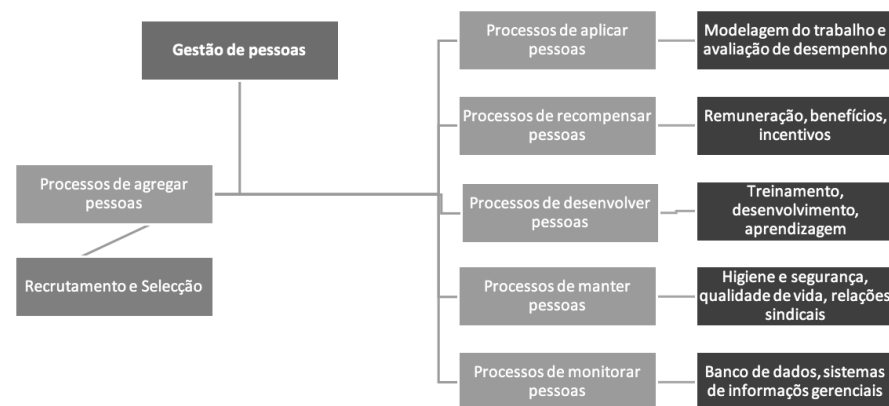 Gestão de pessoas
Processos de agregar
pessoas
Recrutamento e Selecção
Processos de aplicar
pessoas
Modelagem do trabalho e
avaliação de desempenho
Processos de recompensar
pessoas
Remuneração, benefícios,
incentivos
Processos de desenvolver
pessoas
Treinamento,
desenvolvimento,
aprendizagem
Processos de manter
pessoas
Higiene e segurança,
qualidade de vida, relações
sindicais
Processos de monitorar
pessoas
Banco de dados, sistemas
de informaçõs gerenciais